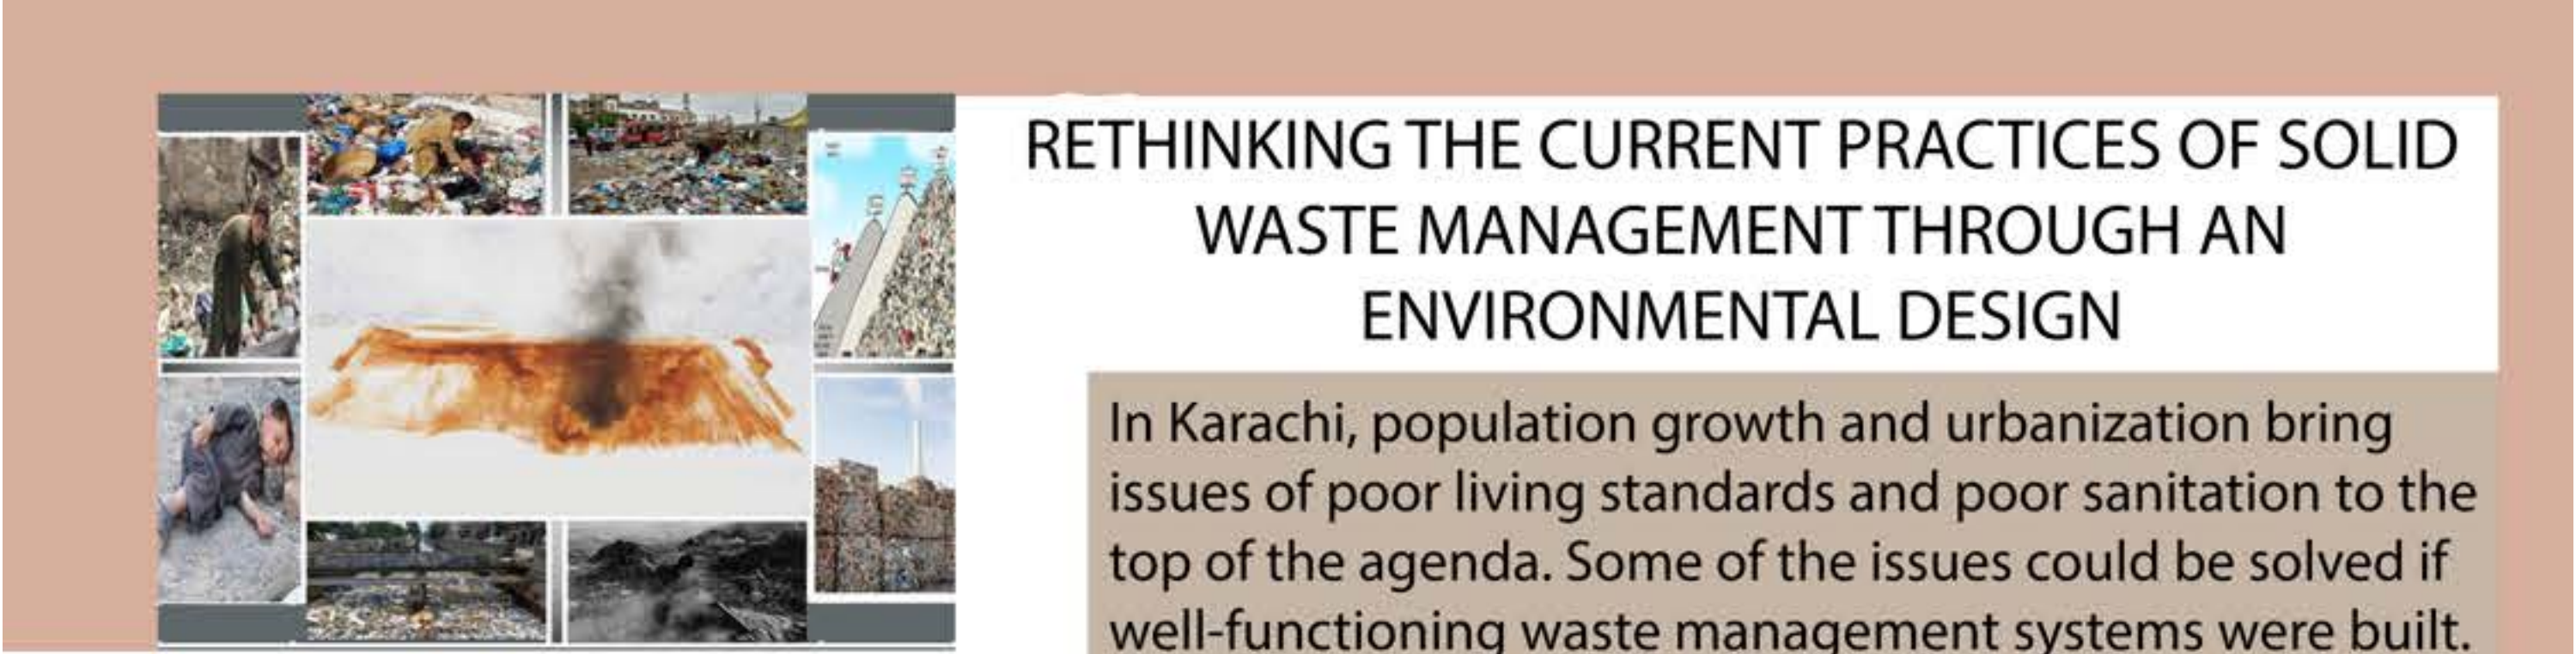 RETHINKING THE CURRENT PRACTICES OF SOLID
WASTE MANAGEMENT THROUGH AN
ENVIRONMENTAL DESIGN
In Karachi, population growth and urbanization bring
issues of poor living standards and poor sanitation to the
top of the agenda. Some of the issues could be solved if
well-functioning waste management systems were built.